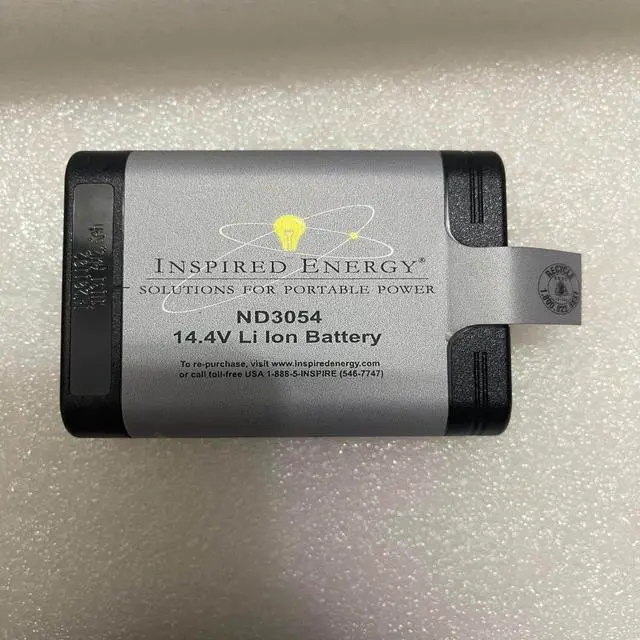 INSPIRED ENERGY®
SOLUTIONS FOR PORTABLE POWER
ND3054
14.4V Li Ion Battery
To re-purchase, visit www.inspiredenergy.com
or call toll-free USA 1-888-5-INSPIRE (546-7747)
RECYCLE